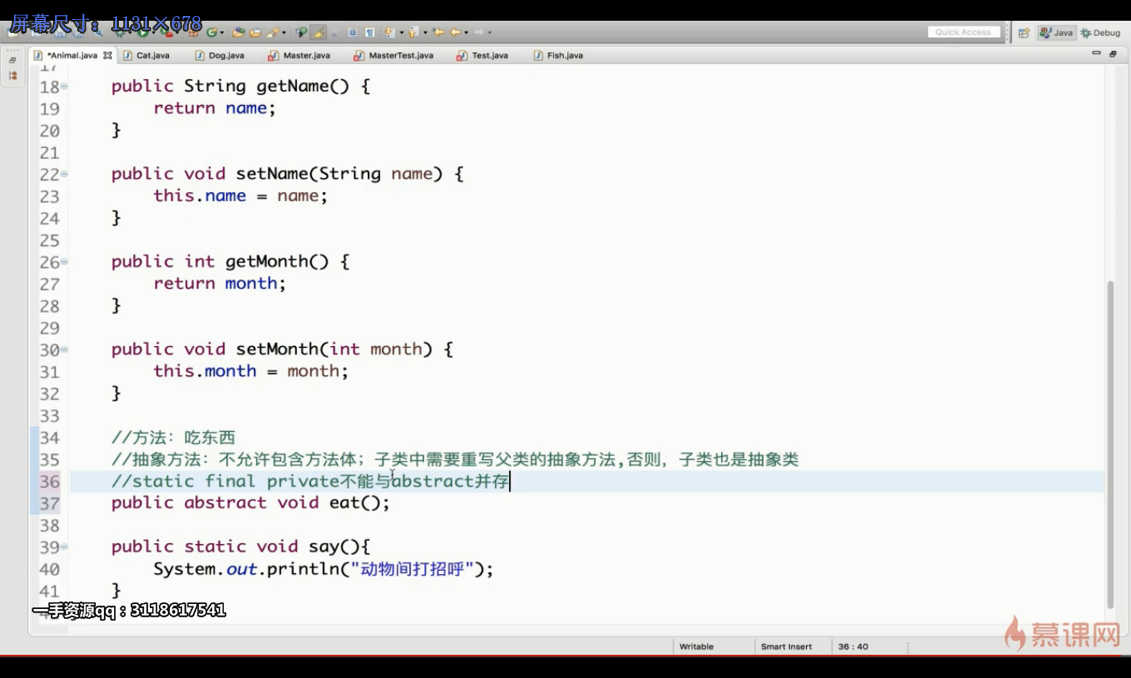 屏幕尺寸：1131×678
Quick Access
Java
Debug
*Animal.java
Cat.java
Dog.java
Master.java
MasterTest.java
Test.java
Fish.java
17
18 public String getName() {
19 return name;
20 }
21
22 public void setName(String name) {
23 this.name = name;
24 }
25
26 public int getMonth() {
27 return month;
28 }
29
30 public void setMonth(int month) {
31 this.month = month;
32 }
33
34 //方法：吃东西
35 //抽象方法：不允许包含方法体；子类中需要重写父类的抽象方法,否则，子类也是抽象类
36 //static final private不能与abstract并存
37 public abstract void eat();
38
39 public static void say(){
40 System.out.println("动物间打招呼");
41 }
一手资源qq：3118617541
慕课网
Writable
Smart Insert
36 : 40